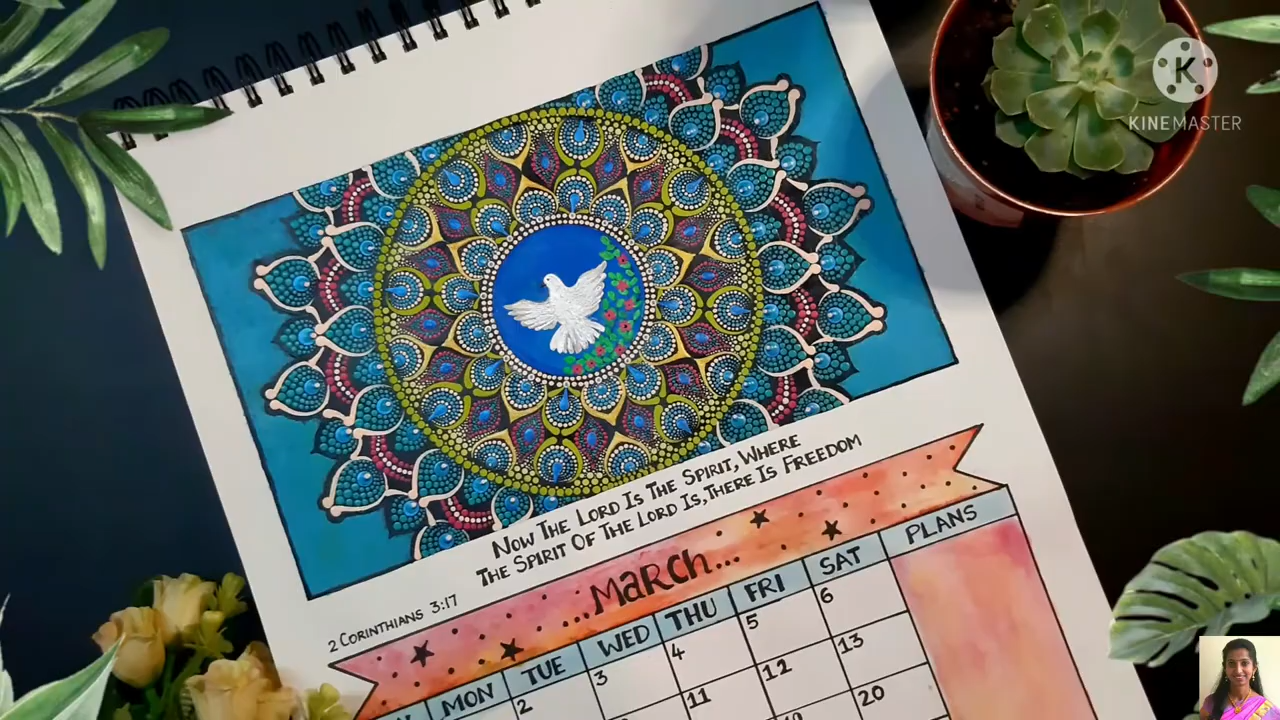 KINEMASTER
NOW THE LORD IS THE SPIRIT, WHERE
THE SPIRIT OF THE LORD IS, THERE IS FREEDOM
2 CORINTHIANS 3:17
...MARCH...
MON TUE WED THU FRI SAT PLANS
2 3 4 5 6
11 12 13
20